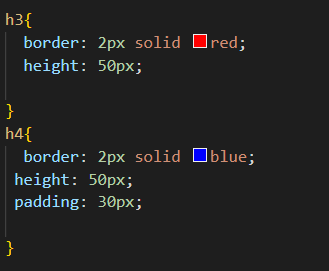 h3{
border: 2px solid red;
height: 50px;
}
h4{
border: 2px solid blue;
height: 50px;
padding: 30px;
}